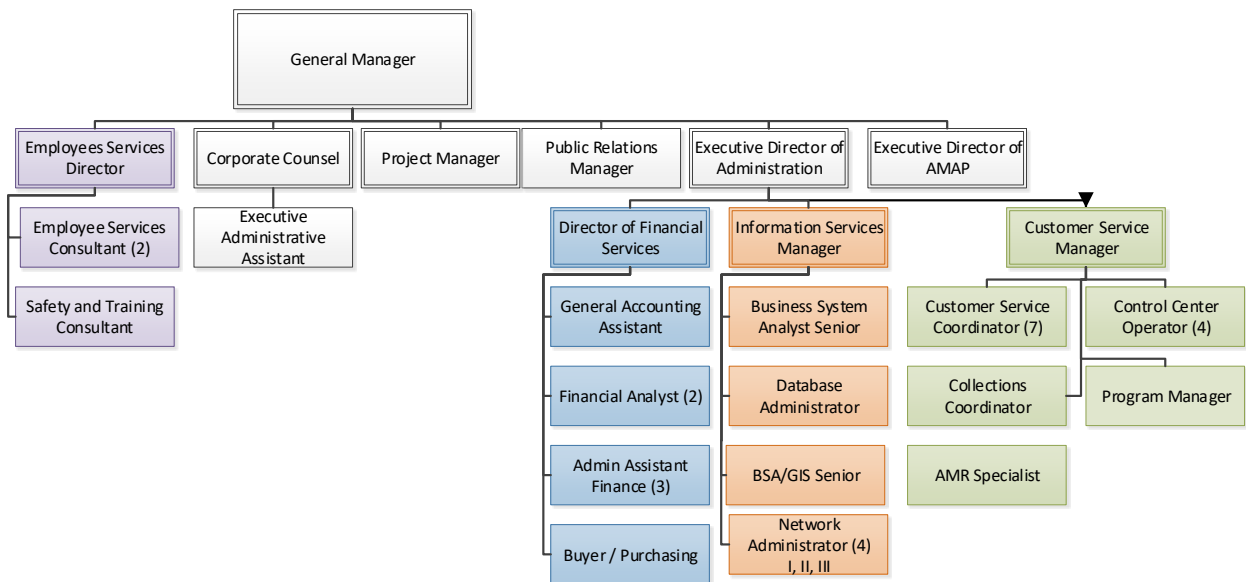 General Manager
Employees Services
Director
Corporate Counsel
Project Manager
Public Relations
Manager
Executive Director of
Administration
Executive Director of
AMAP
Employee Services
Consultant (2)
Executive
Administrative
Assistant
Director of Financial
Services
Information Services
Manager
Customer Service
Manager
Safety and Training
Consultant
General Accounting
Assistant
Business System
Analyst Senior
Customer Service
Coordinator (7)
Control Center
Operator (4)
Financial Analyst (2)
Database
Administrator
Collections
Coordinator
Program Manager
Admin Assistant
Finance (3)
BSA/GIS Senior
AMR Specialist
Buyer / Purchasing
Network
Administrator (4)
I, II, III